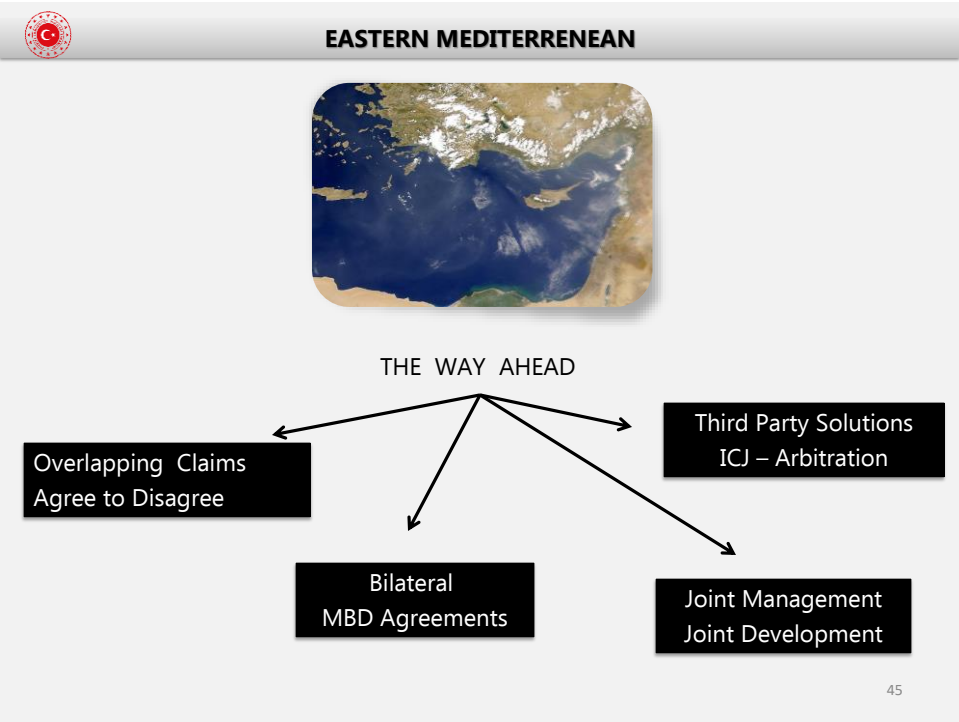 EASTERN MEDITERRENEAN
THE WAY AHEAD
Overlapping Claims
Agree to Disagree
Bilateral
MBD Agreements
Third Party Solutions
ICJ – Arbitration
Joint Management
Joint Development
45